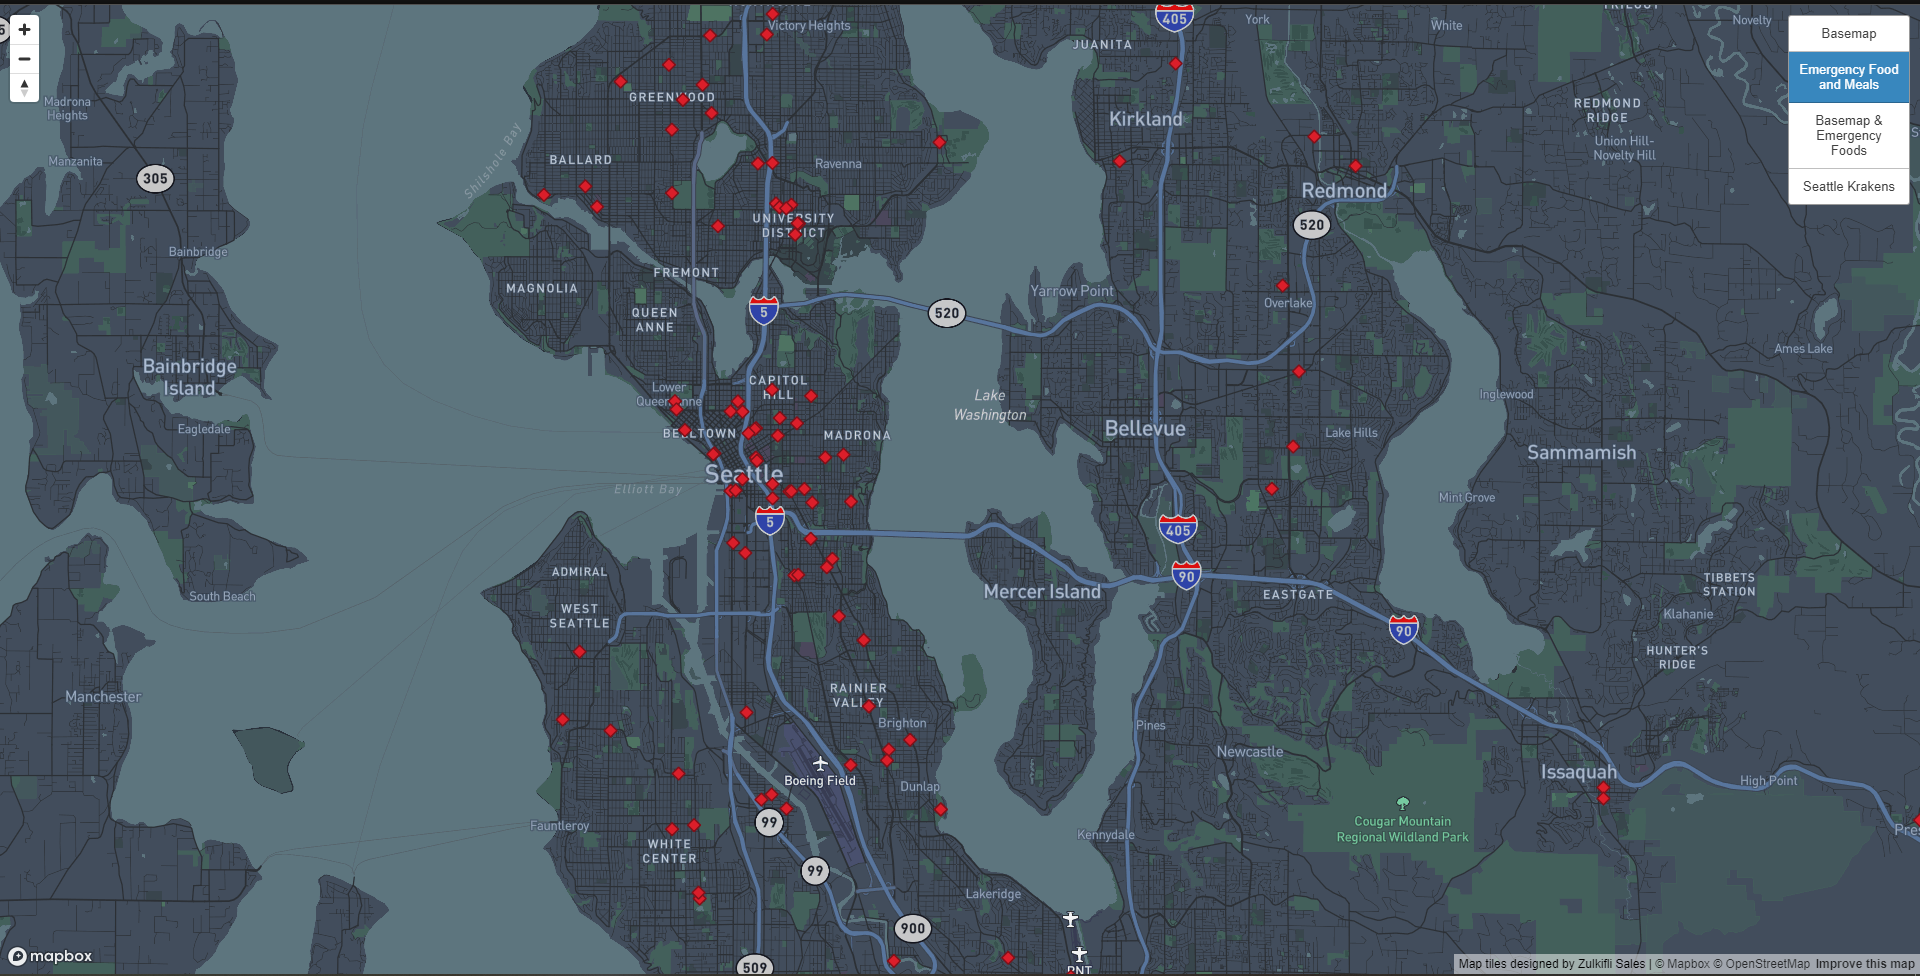 405
York
White
Novelty
Victory Heights
JUANITA
Basemap
Emergency Food
and Meals
Basemap &
Emergency
Foods
Seattle Krakens
Madrona
Heights
GREENWOOD
Kirkland
REDMOND
RIDGE
Union Hill-
Novelty Hill
Shilshole Bay
Manzanita
BALLARD
Ravenna
305
Redmond
UNIVERSITY
DISTRICT
520
Bainbridge
FREMONT
MAGNOLIA
Yarrow Point
Overlake
QUEEN
ANNE
5
520
Ames Lake
Bainbridge
Island
CAPITOL
HILL
Lower
Queen Anne
Lake
Washington
Inglewood
Eagledale
BELLTOWN
MADRONA
Bellevue
Lake Hills
Sammamish
Seattle
Elliott Bay
Mint Grove
5
405
ADMIRAL
90
TIBBETS
STATION
South Beach
Mercer Island
EASTGATE
WEST
SEATTLE
Klahanie
90
HUNTER'S
RIDGE
Manchester
RAINIER
VALLEY
Brighton
Pines
Newcastle
Boeing Field
Dunlap
Issaquah
High Point
Fauntleroy
99
Cougar Mountain
Regional Wildland Park
Kennydale
WHITE
CENTER
99
Lakeridge
900
509
RNT
mapbox
Map tiles designed by Zulkifli Sales | © Mapbox © OpenStreetMap Improve this map